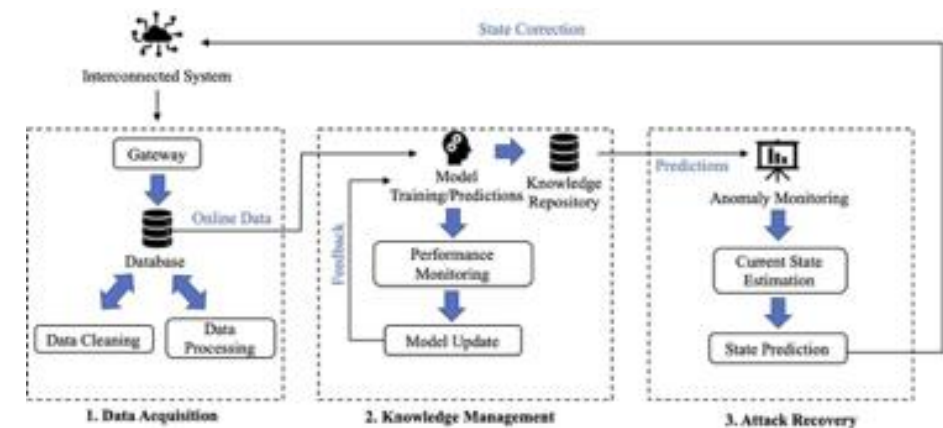 State Correction
Interconnected System
Gateway
Online Data
Database
Data Cleaning
Data
Processing
1. Data Acquisition
Model
Training/Predictions
Knowledge
Repository
Feedback
Performance
Monitoring
Model Update
2. Knowledge Management
Predictions
Anomaly Monitoring
Current State
Estimation
State Prediction
3. Attack Recovery